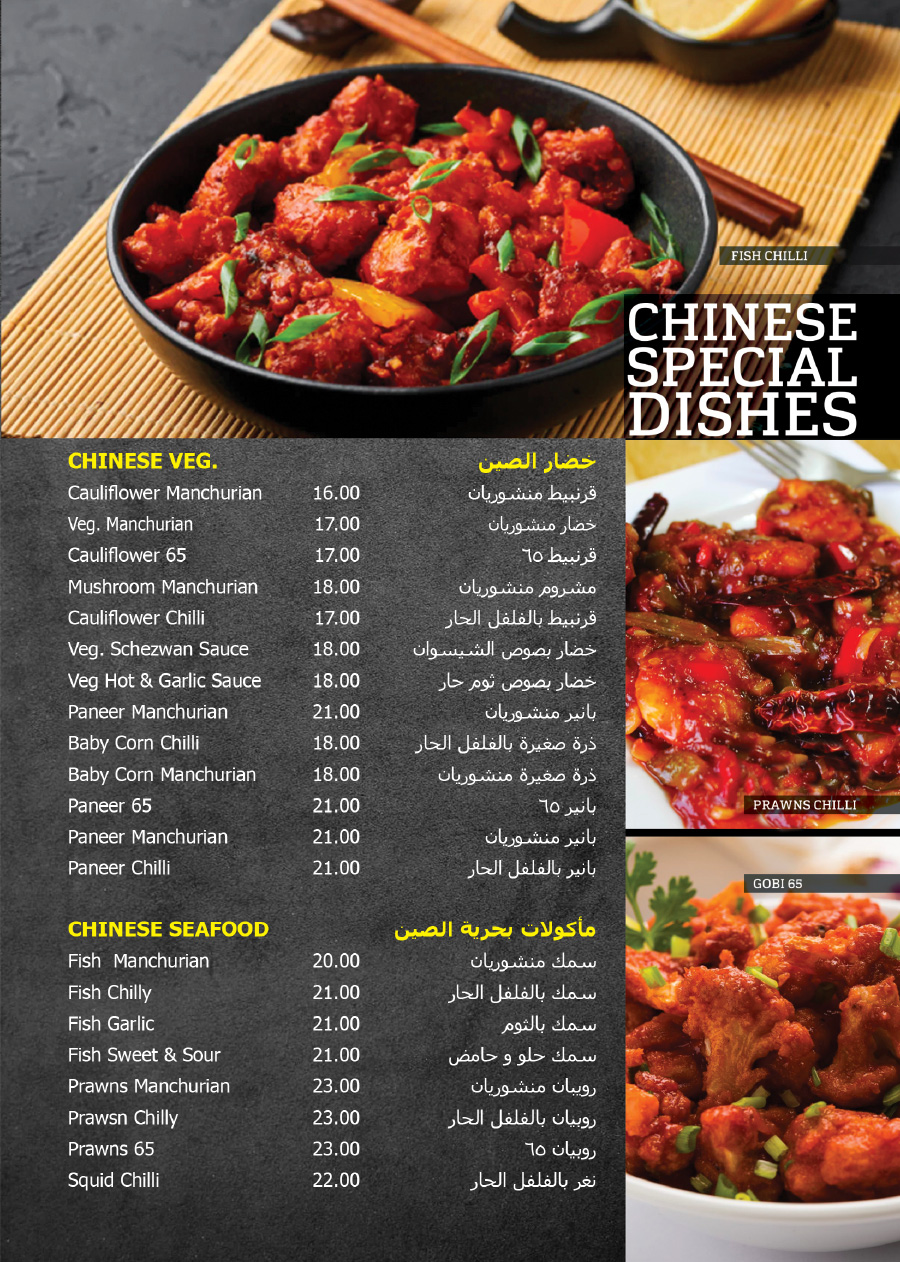 FISH CHILLI
CHINESE
SPECIAL
DISHES
CHINESE VEG. خضار الصين
Cauliflower Manchurian 16.00 قرنبيط منشوريان
Veg. Manchurian 17.00 خضار منشوريان
Cauliflower 65 17.00 قرنبيط ٦٥
Mushroom Manchurian 18.00 مشروم منشوريان
Cauliflower Chilli 17.00 قرنبيط بالفلفل الحار
Veg. Schezwan Sauce 18.00 خضار بصوص الشيسوان
Veg Hot & Garlic Sauce 18.00 خضار بصوص ثوم حار
Paneer Manchurian 21.00 بانير منشوريان
Baby Corn Chilli 18.00 ذرة صغيرة بالفلفل الحار
Baby Corn Manchurian 18.00 ذرة صغيرة منشوريان
Paneer 65 21.00 بانير ٦٥
Paneer Manchurian 21.00 بانير منشوريان
Paneer Chilli 21.00 بانير بالفلفل الحار
CHINESE SEAFOOD مأكولات بحرية الصين
Fish Manchurian 20.00 سمك منشوريان
Fish Chilly 21.00 سمك بالفلفل الحار
Fish Garlic 21.00 سمك بالثوم
Fish Sweet & Sour 21.00 سمك حلو و حامض
Prawns Manchurian 23.00 روبيان منشوريان
Prawsn Chilly 23.00 روبيان بالفلفل الحار
Prawns 65 23.00 روبيان ٦٥
Squid Chilli 22.00 نغر بالفلفل الحار
PRAWNS CHILLI
GOBI 65